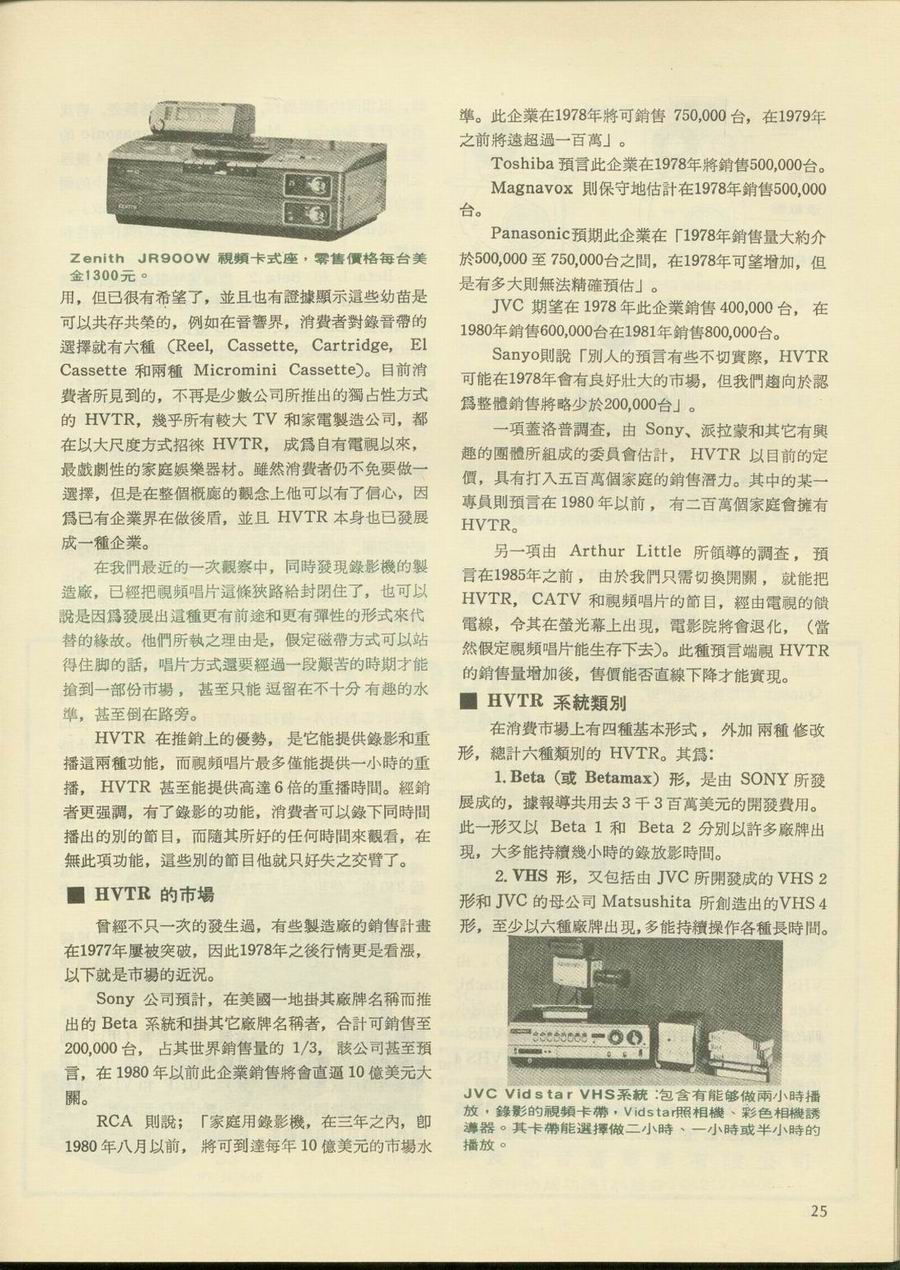 Zenith JR900W 視頻卡式座，零售價格每台美
金1300元。
用，但已很有希望了，並且也有證據顯示這些幼苗是
可以共存共榮的，例如在音響界，消費者對錄音帶的
選擇就有六種（Reel, Cassette, Cartridge, El
Cassette 和兩種 Micromini Cassette)。目前消
費者所見到的，不再是少數公司所推出的獨占性方式
的 HVTR，幾乎所有較大 TV 和家電製造公司，都
在以大尺度方式招徠 HVTR， 成爲自有電視以來，
最戲劇性的家庭娛樂器材。雖然消費者仍不免要做一
選擇，但是在整個概廊的觀念上他可以有了信心，因
爲已有企業界在做後盾，並且 HVTR 本身也已發展
成一種企業。
在我們最近的一次觀察中，同時發現錄影機的製
造廠，已經把視頻唱片這條狹路給封閉住了，也可以
說是因爲發展出這種更有前途和更有彈性的形式來代
替的緣故。他們所執之理由是，假定磁帶方式可以站
得住脚的話，唱片方式還要經過一段艱苦的時期才能
搶到一部份市場， 甚至只能 逗留在不十分 有趣的水
準，甚至倒在路旁。
HVTR 在推銷上的優勢， 是它能提供錄影和重
播這兩種功能，而視頻唱片最多僅能提供一小時的重
播， HVTR 甚至能提供高達 6 倍的重播時間。經銷
者更强調，有了錄影的功能，消費者可以錄下同時間
播出的別的節目，而隨其所好的任何時間來觀看，在
無此項功能，這些別的節目他就只好失之交臂了。
■ HVTR 的市場
曾經不只一次的發生過，有些製造廠的銷售計畫
在1977年屢被突破，因此1978年之後行情更是看漲，
以下就是市場的近況。
Sony 公司預計，在美國一地掛其廠牌名稱而推
出的 Beta 系統和掛其它廠牌名稱者，合計可銷售至
200,000 台， 占其世界銷售量的 1/3， 該公司甚至預
言，在 1980 年以前此企業銷售將會直逼 10 億美元大
關。
RCA 則說；「家庭用錄影機，在三年之內，卽
1980 年八月以前， 將可到達每年 10 億美元的市場水
準。此企業在1978年將可銷售 750,000 台，在1979年
之前將遠超過一百萬」。
Toshiba 預言此企業在1978年將銷售500,000台。
Magnavox 則保守地估計在1978年銷售500,000
台。
Panasonic預期此企業在「1978年銷售量大約介
於500,000 至 750,000台之間，在1978年可望增加，但
是有多大則無法精確預估」。
JVC 期望在 1978 年此企業銷售 400,000 台， 在
1980年銷售600,000台在1981年銷售800,000台。
Sanyo則說「別人的預言有些不切實際，HVTR
可能在1978年會有良好壯大的市場，但我們趨向於認
爲整體銷售將略少於200,000台」。
一項蓋洛普調查，由 Sony、派拉蒙和其它有興
趣的團體所組成的委員會估計， HVTR 以目前的定
價，具有打入五百萬個家庭的銷售潛力。其中的某一
專員則預言在 1980 年以前， 有二百萬個家庭會擁有
HVTR。
另一項由 Arthur Little 所領導的調查， 預
言在1985年之前， 由於我們只需切換開關， 就能把
HVTR， CATV 和視頻唱片的節目，經由電視的饋
電線，令其在螢光幕上出現，電影院將會退化，（當
然假定視頻唱片能生存下去）。此種預言端視 HVTR
的銷售量增加後，售價能否直線下降才能實現。
■ HVTR 系統類別
在消費市場上有四種基本形式， 外加 兩種 修改
形，總計六種類別的 HVTR。其爲：
1. Beta（或 Betamax）形，是由 SONY 所發
展成的，據報導共用去 3 千 3 百萬美元的開發費用。
此一形又以 Beta 1 和 Beta 2 分別以許多廠牌出
現，大多能持續幾小時的錄放影時間。
2. VHS 形，又包括由 JVC 所開發成的 VHS 2
形和 JVC 的母公司 Matsushita 所創造出的VHS 4
形，至少以六種廠牌出現，多能持續操作各種長時間。
JVC Vidstar VHS系統：包含有能够做兩小時播
放，錄影的視頻卡帶，Vidstar照相機、彩色相機誘
導器。其卡帶能選擇做二小時、一小時或半小時的
播放。
25